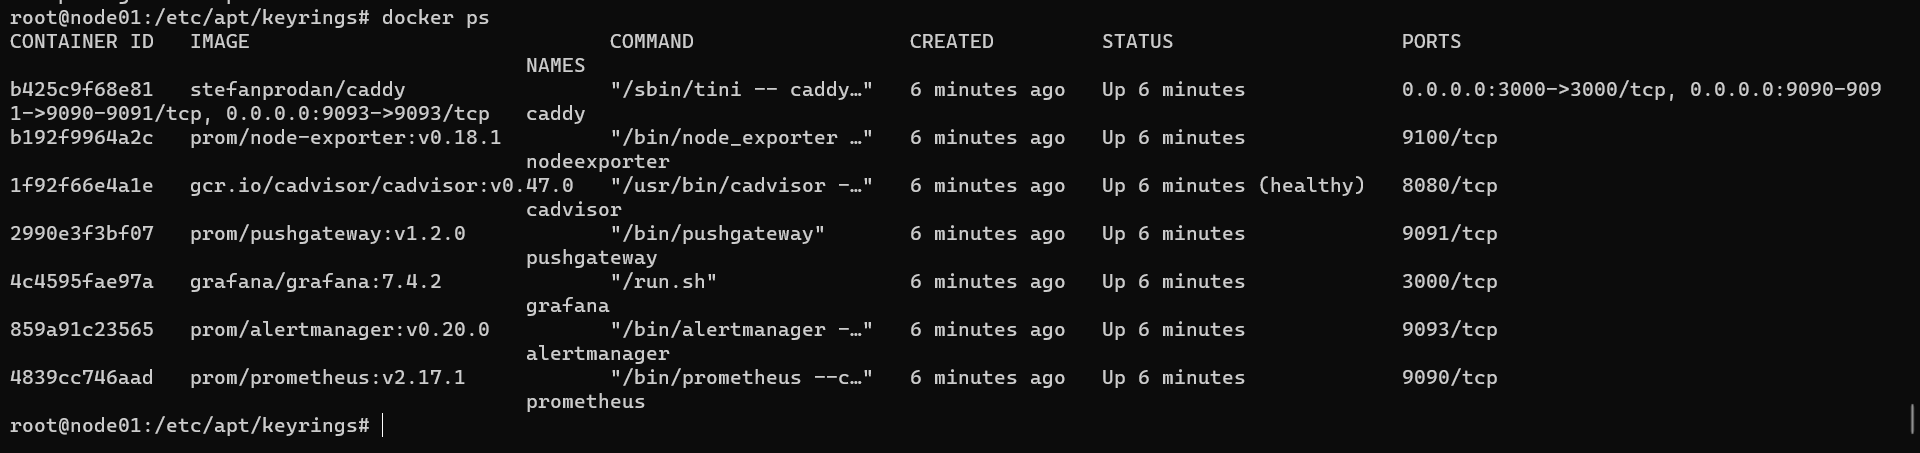 root@node01:/etc/apt/keyrings# docker ps
CONTAINER ID   IMAGE                              COMMAND                  CREATED         STATUS                   PORTS
                                           NAMES
b425c9f68e81   stefanprodan/caddy                 "/sbin/tini -- caddy…"   6 minutes ago   Up 6 minutes             0.0.0.0:3000->3000/tcp, 0.0.0.0:9090-909
1->9090-9091/tcp, 0.0.0.0:9093->9093/tcp   caddy
b192f9964a2c   prom/node-exporter:v0.18.1         "/bin/node_exporter …"   6 minutes ago   Up 6 minutes             9100/tcp
                                           nodeexporter
1f92f66e4a1e   gcr.io/cadvisor/cadvisor:v0.47.0   "/usr/bin/cadvisor -…"   6 minutes ago   Up 6 minutes (healthy)   8080/tcp
                                           cadvisor
2990e3f3bf07   prom/pushgateway:v1.2.0            "/bin/pushgateway"       6 minutes ago   Up 6 minutes             9091/tcp
                                           pushgateway
4c4595fae97a   grafana/grafana:7.4.2              "/run.sh"                6 minutes ago   Up 6 minutes             3000/tcp
                                           grafana
859a91c23565   prom/alertmanager:v0.20.0          "/bin/alertmanager -…"   6 minutes ago   Up 6 minutes             9093/tcp
                                           alertmanager
4839cc746aad   prom/prometheus:v2.17.1            "/bin/prometheus --c…"   6 minutes ago   Up 6 minutes             9090/tcp
                                           prometheus
root@node01:/etc/apt/keyrings#